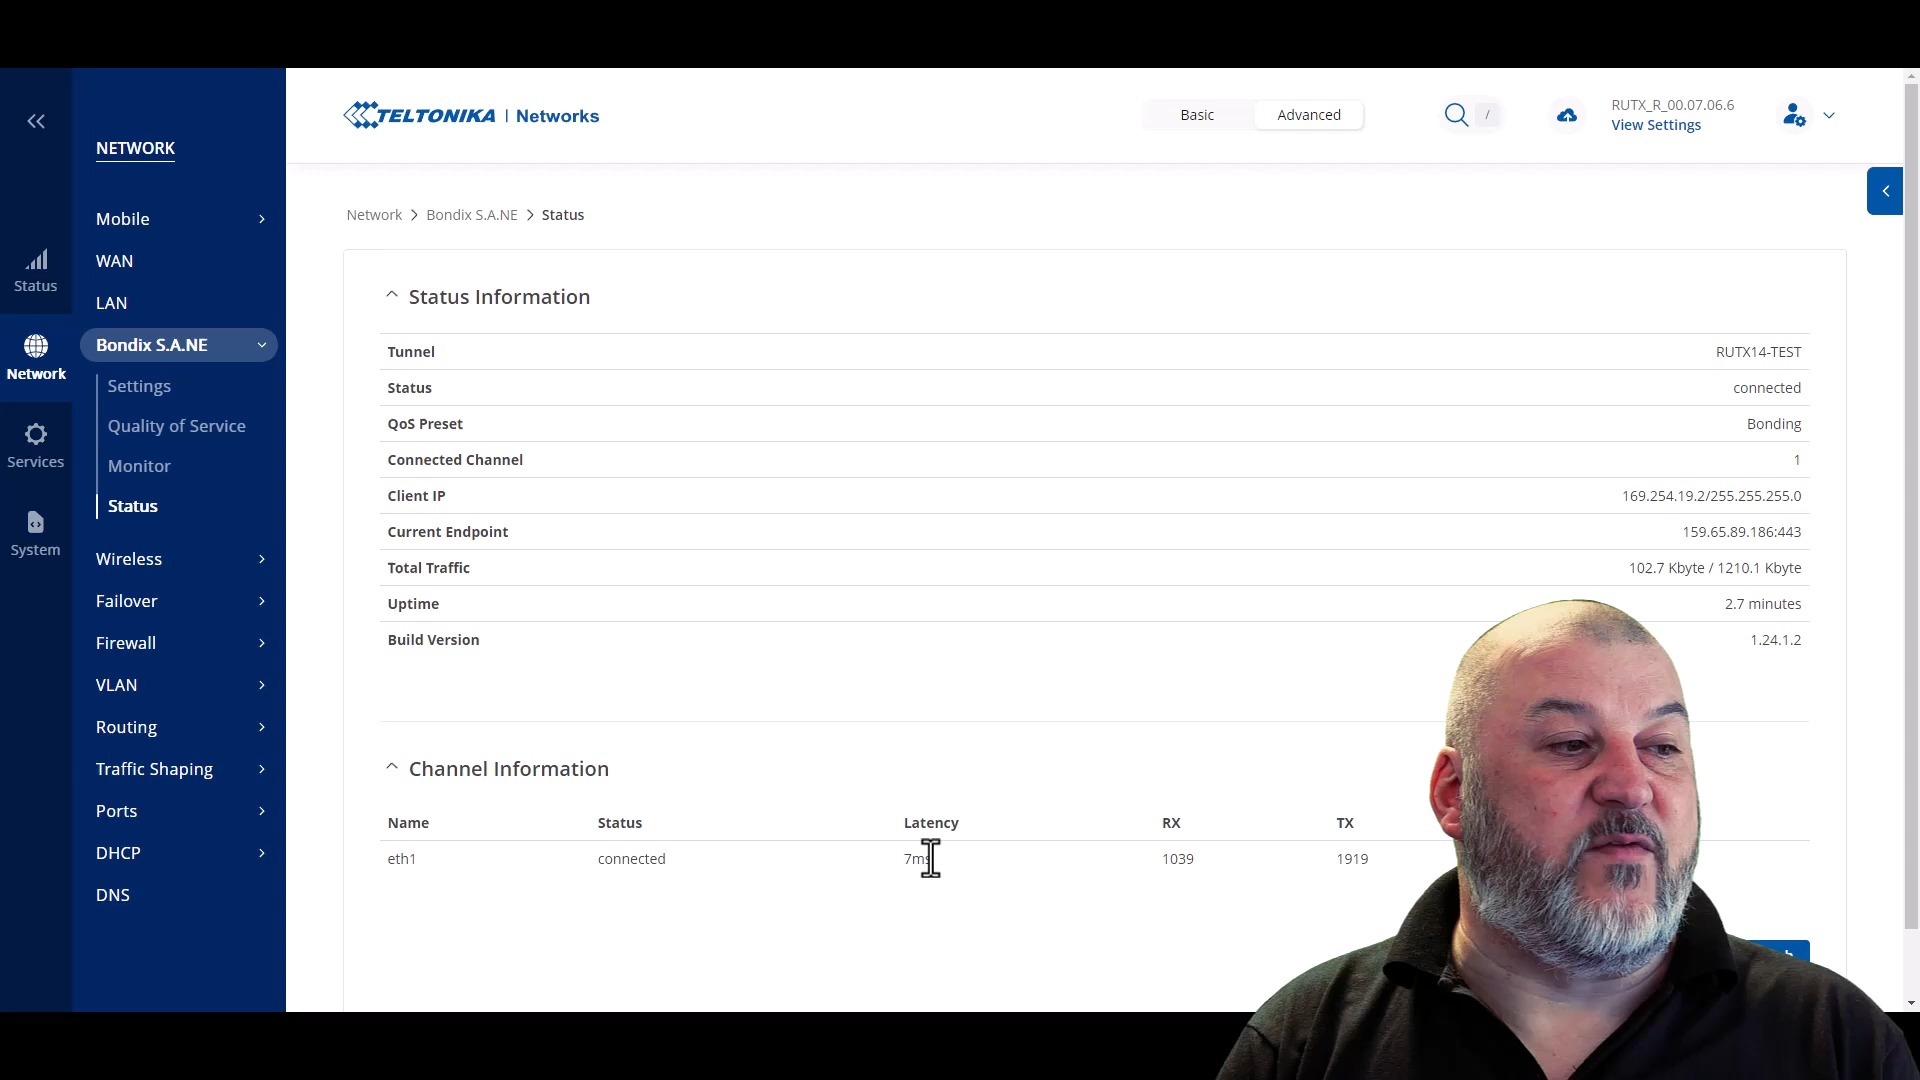 TELTONIKA | Networks
Basic
Advanced
/
RUTX_R_00.07.06.6
View Settings
NETWORK
Mobile
WAN
LAN
Bondix S.A.NE
Settings
Quality of Service
Monitor
Status
Wireless
Failover
Firewall
VLAN
Routing
Traffic Shaping
Ports
DHCP
DNS
Status
Network
Services
System
Network > Bondix S.A.NE > Status
Status Information
Tunnel RUTX14-TEST
Status connected
QoS Preset Bonding
Connected Channel 1
Client IP 169.254.19.2/255.255.255.0
Current Endpoint 159.65.89.186:443
Total Traffic 102.7 Kbyte / 1210.1 Kbyte
Uptime 2.7 minutes
Build Version 1.24.1.2
Channel Information
Name Status Latency RX TX
eth1 connected 7ms 1039 1919